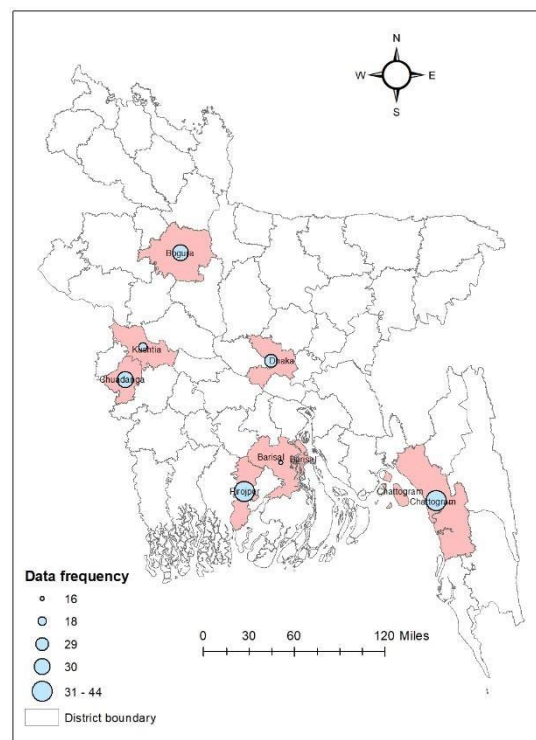 N
W E
S
Bogura
Kushtia
Dhaka
Chuadanga
Barisal Barisal
Pirojpur
Chattogram
Chattogram
Data frequency
16
18
29
30
31 - 44
District boundary
0 30 60 120 Miles